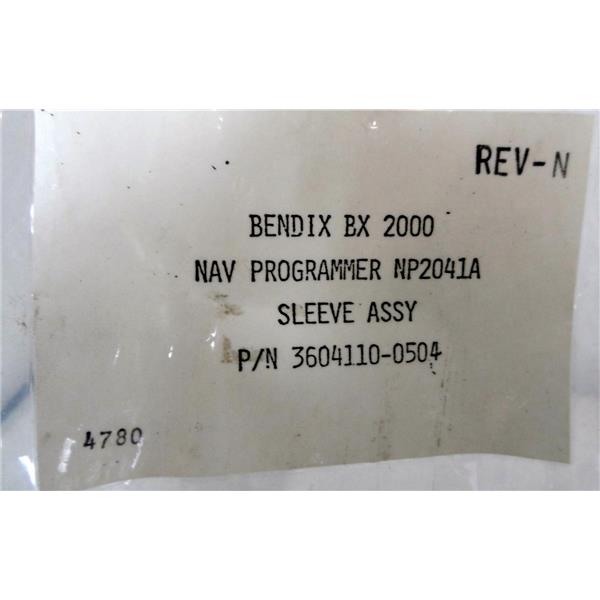 REV-N
BENDIX BX 2000
NAV PROGRAMMER NP2041A
SLEEVE ASSY
P/N 3604110-0504
4780